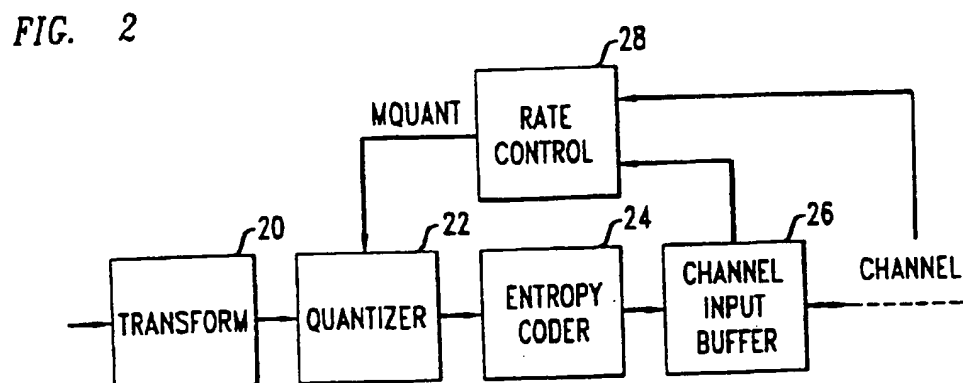 FIG. 2
28
MQUANT
RATE
CONTROL
20
22
24
26
TRANSFORM
QUANTIZER
ENTROPY
CODER
CHANNEL
INPUT
BUFFER
CHANNEL